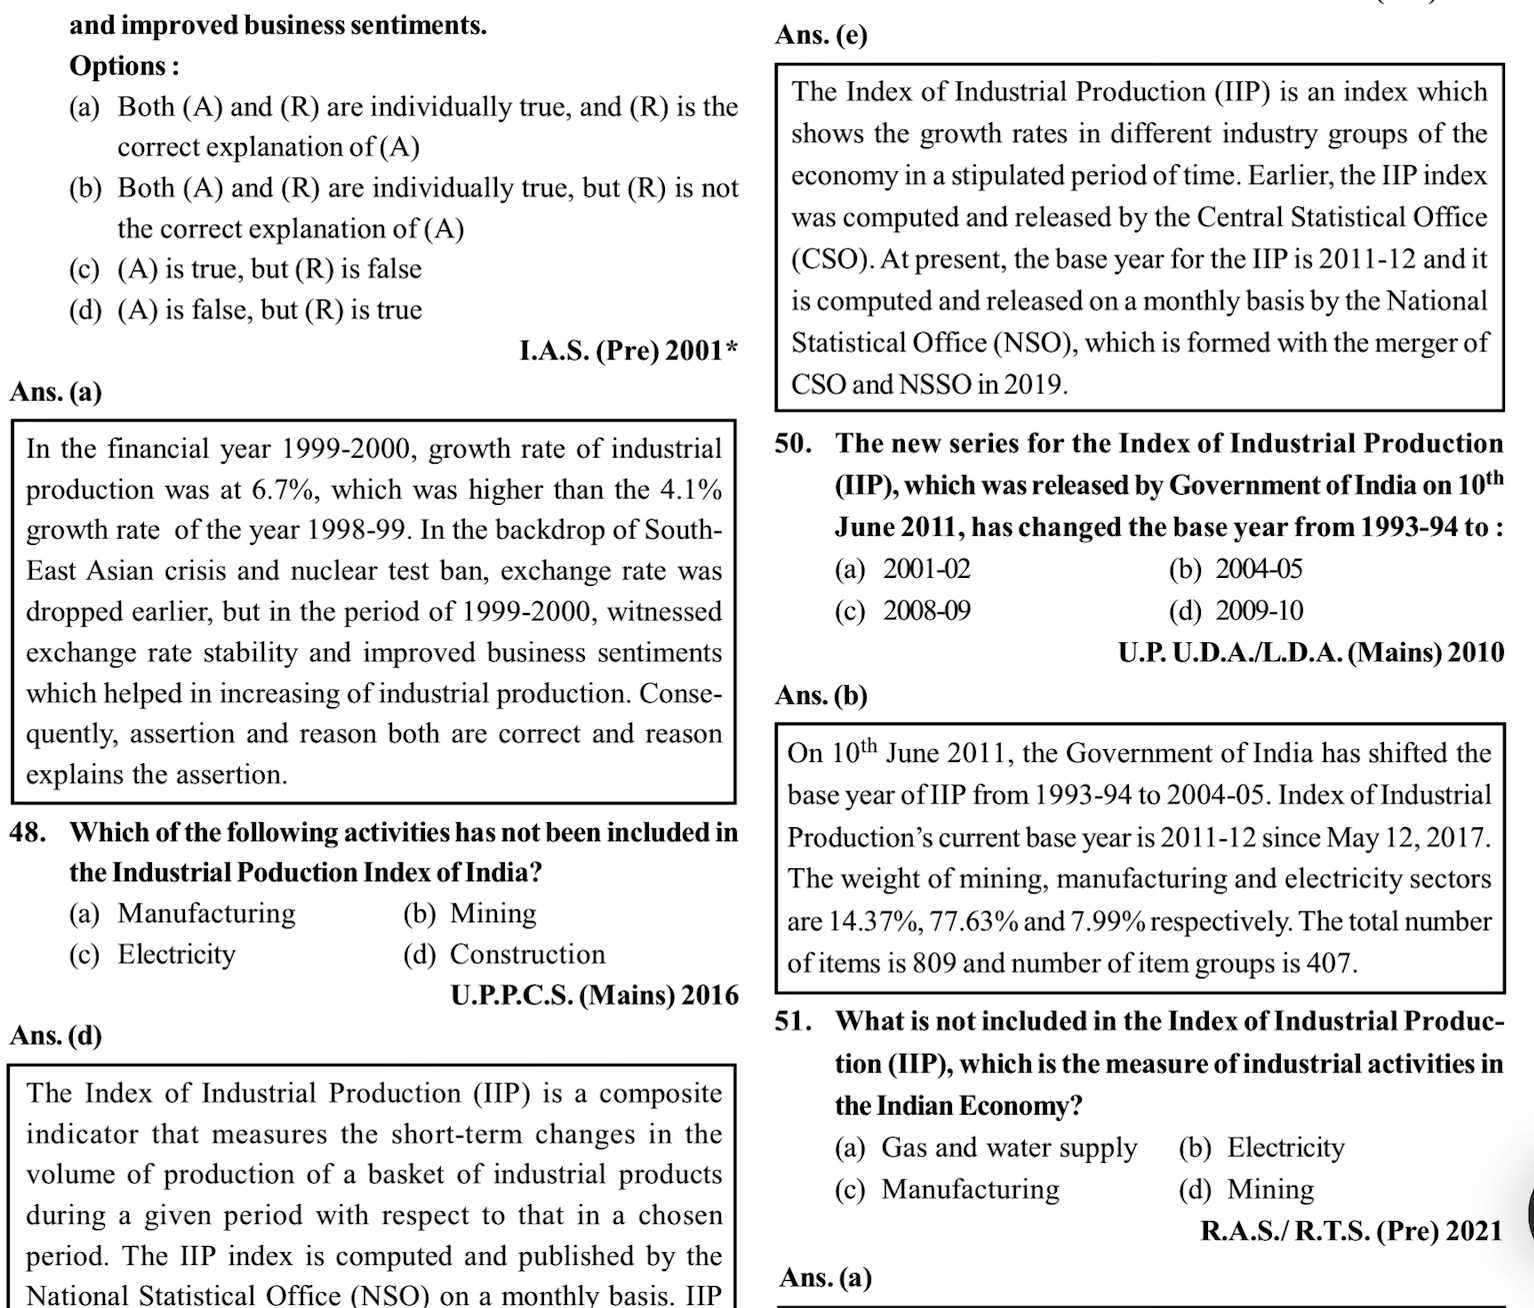 and improved business sentiments.
Options :
(a) Both (A) and (R) are individually true, and (R) is the
correct explanation of (A)
(b) Both (A) and (R) are individually true, but (R) is not
the correct explanation of (A)
(c) (A) is true, but (R) is false
(d) (A) is false, but (R) is true
I.A.S. (Pre) 2001*
Ans. (a)
In the financial year 1999-2000, growth rate of industrial
production was at 6.7%, which was higher than the 4.1%
growth rate of the year 1998-99. In the backdrop of South-
East Asian crisis and nuclear test ban, exchange rate was
dropped earlier, but in the period of 1999-2000, witnessed
exchange rate stability and improved business sentiments
which helped in increasing of industrial production. Conse-
quently, assertion and reason both are correct and reason
explains the assertion.
48. Which of the following activities has not been included in
the Industrial Poduction Index of India?
(a) Manufacturing (b) Mining
(c) Electricity (d) Construction
U.P.P.C.S. (Mains) 2016
Ans. (d)
The Index of Industrial Production (IIP) is a composite
indicator that measures the short-term changes in the
volume of production of a basket of industrial products
during a given period with respect to that in a chosen
period. The IIP index is computed and published by the
National Statistical Office (NSO) on a monthly basis. IIP
Ans. (e)
The Index of Industrial Production (IIP) is an index which
shows the growth rates in different industry groups of the
economy in a stipulated period of time. Earlier, the IIP index
was computed and released by the Central Statistical Office
(CSO). At present, the base year for the IIP is 2011-12 and it
is computed and released on a monthly basis by the National
Statistical Office (NSO), which is formed with the merger of
CSO and NSSO in 2019.
50. The new series for the Index of Industrial Production
(IIP), which was released by Government of India on 10th
June 2011, has changed the base year from 1993-94 to :
(a) 2001-02 (b) 2004-05
(c) 2008-09 (d) 2009-10
U.P. U.D.A./L.D.A. (Mains) 2010
Ans. (b)
On 10th June 2011, the Government of India has shifted the
base year of IIP from 1993-94 to 2004-05. Index of Industrial
Production’s current base year is 2011-12 since May 12, 2017.
The weight of mining, manufacturing and electricity sectors
are 14.37%, 77.63% and 7.99% respectively. The total number
of items is 809 and number of item groups is 407.
51. What is not included in the Index of Industrial Produc-
tion (IIP), which is the measure of industrial activities in
the Indian Economy?
(a) Gas and water supply (b) Electricity
(c) Manufacturing (d) Mining
R.A.S./ R.T.S. (Pre) 2021
Ans. (a)